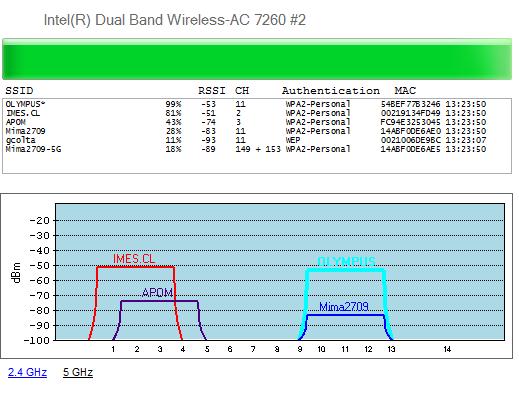 Intel(R) Dual Band Wireless-AC 7260 #2
SSID RSSI CH Authentication MAC
OLYMPUS* 99% -53 11 WPA2-Personal 54BEF77B3246 13:23:50
IMES.CL 81% -51 2 WPA2-Personal 00219134FD49 13:23:50
APOM 43% -74 3 WPA2-Personal FC94E3253045 13:23:50
Mima2709 28% -83 11 WPA2-Personal 14ABF0DE6AE0 13:23:50
gcolta 11% -93 11 WEP 0021006DE9BC 13:23:07
Mima2709-5G 18% -89 149 + 153 WPA2-Personal 14ABF0DE6AE5 13:23:50
-20
-30
-40
-50
-60
-70
-80
-90
-100
dBm
IMES.CL
OLYMPUS
APOM
Mima2709
1 2 3 4 5 6 7 8 9 10 11 12 13 14
2.4 GHz 5 GHz